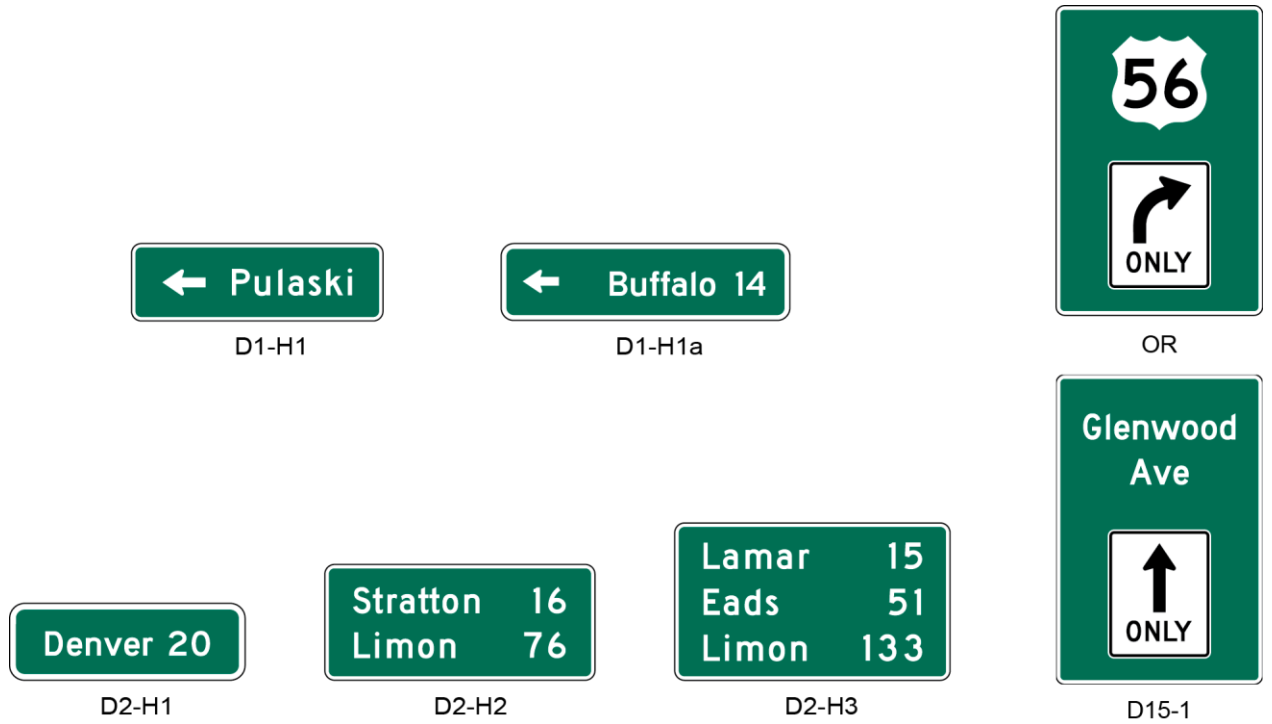 56
ONLY
OR
Pulaski
D1-H1
Buffalo 14
D1-H1a
Glenwood
Ave
ONLY
D15-1
Denver 20
D2-H1
Stratton 16
Limon 76
D2-H2
Lamar 15
Eads 51
Limon 133
D2-H3